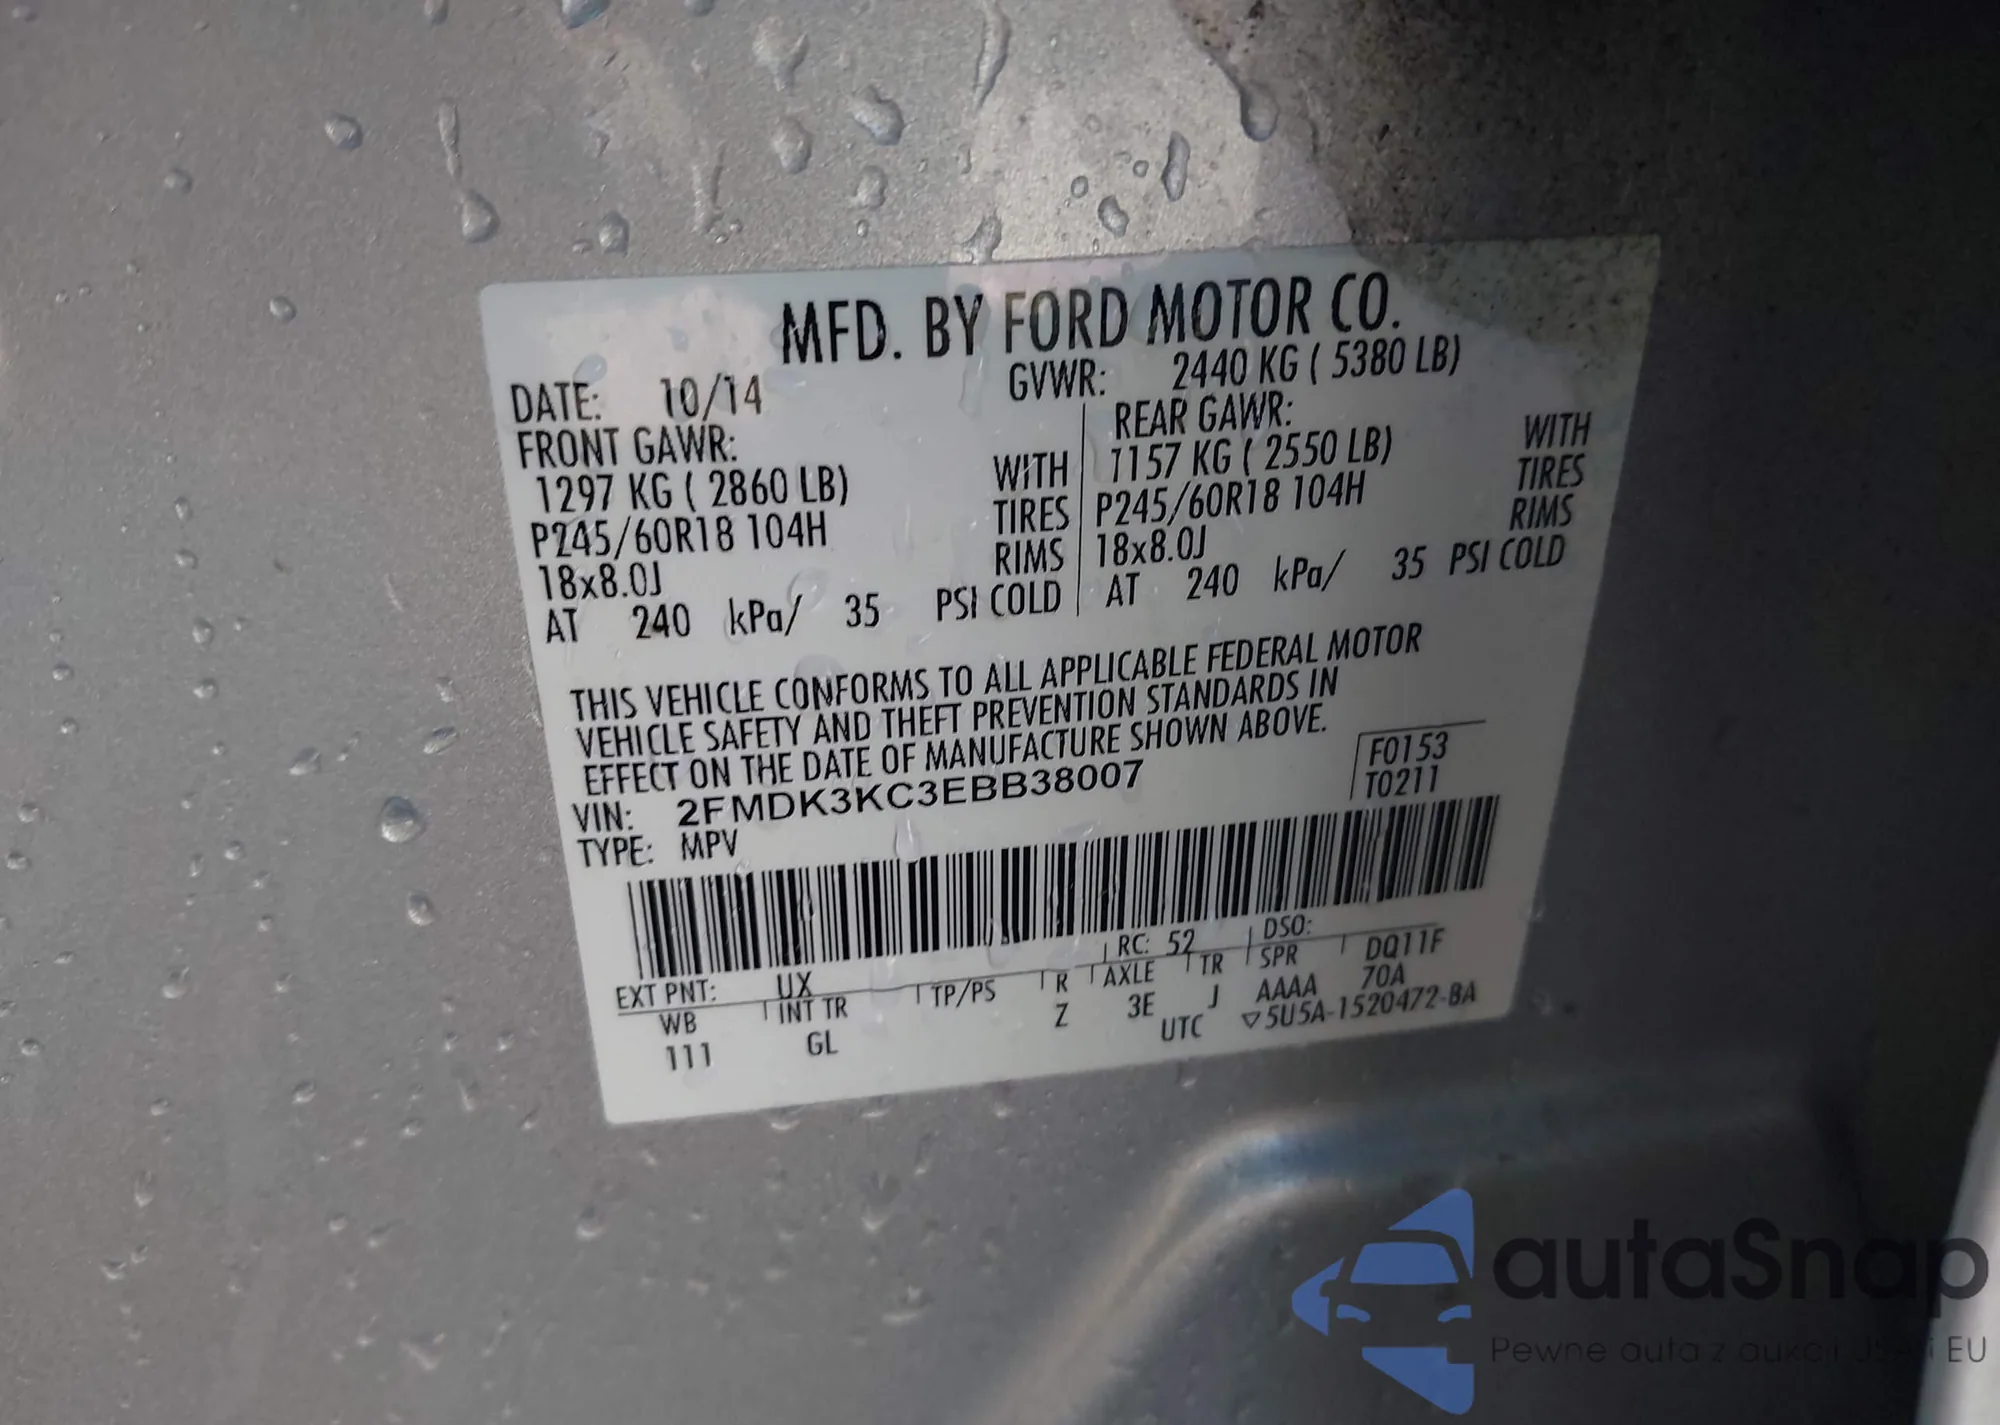 MFD. BY FORD MOTOR CO.
DATE: 10/14 GVWR: 2440 KG ( 5380 LB)
FRONT GAWR: REAR GAWR:
1297 KG ( 2860 LB) WITH 1157 KG ( 2550 LB) WITH
P245/60R18 104H TIRES P245/60R18 104H TIRES
18x8.0J RIMS 18x8.0J RIMS
AT 240 kPa/ 35 PSI COLD AT 240 kPa/ 35 PSI COLD
THIS VEHICLE CONFORMS TO ALL APPLICABLE FEDERAL MOTOR
VEHICLE SAFETY AND THEFT PREVENTION STANDARDS IN
EFFECT ON THE DATE OF MANUFACTURE SHOWN ABOVE.
F0153
VIN: 2FMDK3KC3EBB38007 T0211
TYPE: MPV
EXT PNT: UX RC: 52 DSO:
WB INT TR TP/PS R AXLE TR SPR DQ11F
111 GL Z 3E J AAAA 70A
UTC ▽5U5A-1520472-BA
autaSnap
Pewne auta z EU